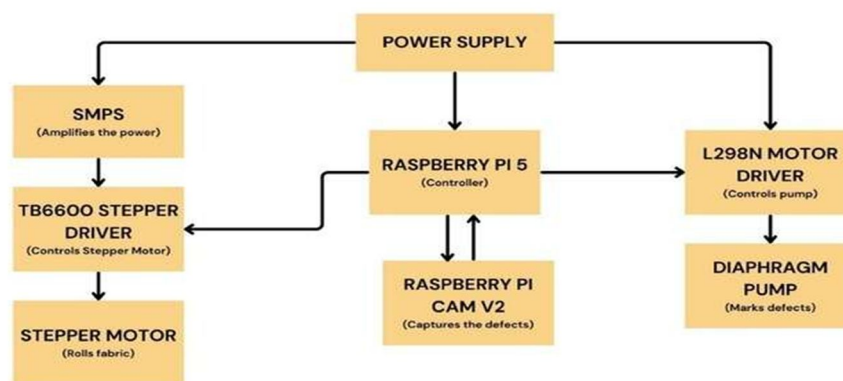 POWER SUPPLY
SMPS
(Amplifies the power)
RASPBERRY PI 5
(Controller)
L298N MOTOR
DRIVER
(Controls pump)
TB6600 STEPPER
DRIVER
(Controls Stepper Motor)
RASPBERRY PI
CAM V2
(Captures the defects)
DIAPHRAGM
PUMP
(Marks defects)
STEPPER MOTOR
(Rolls fabric)